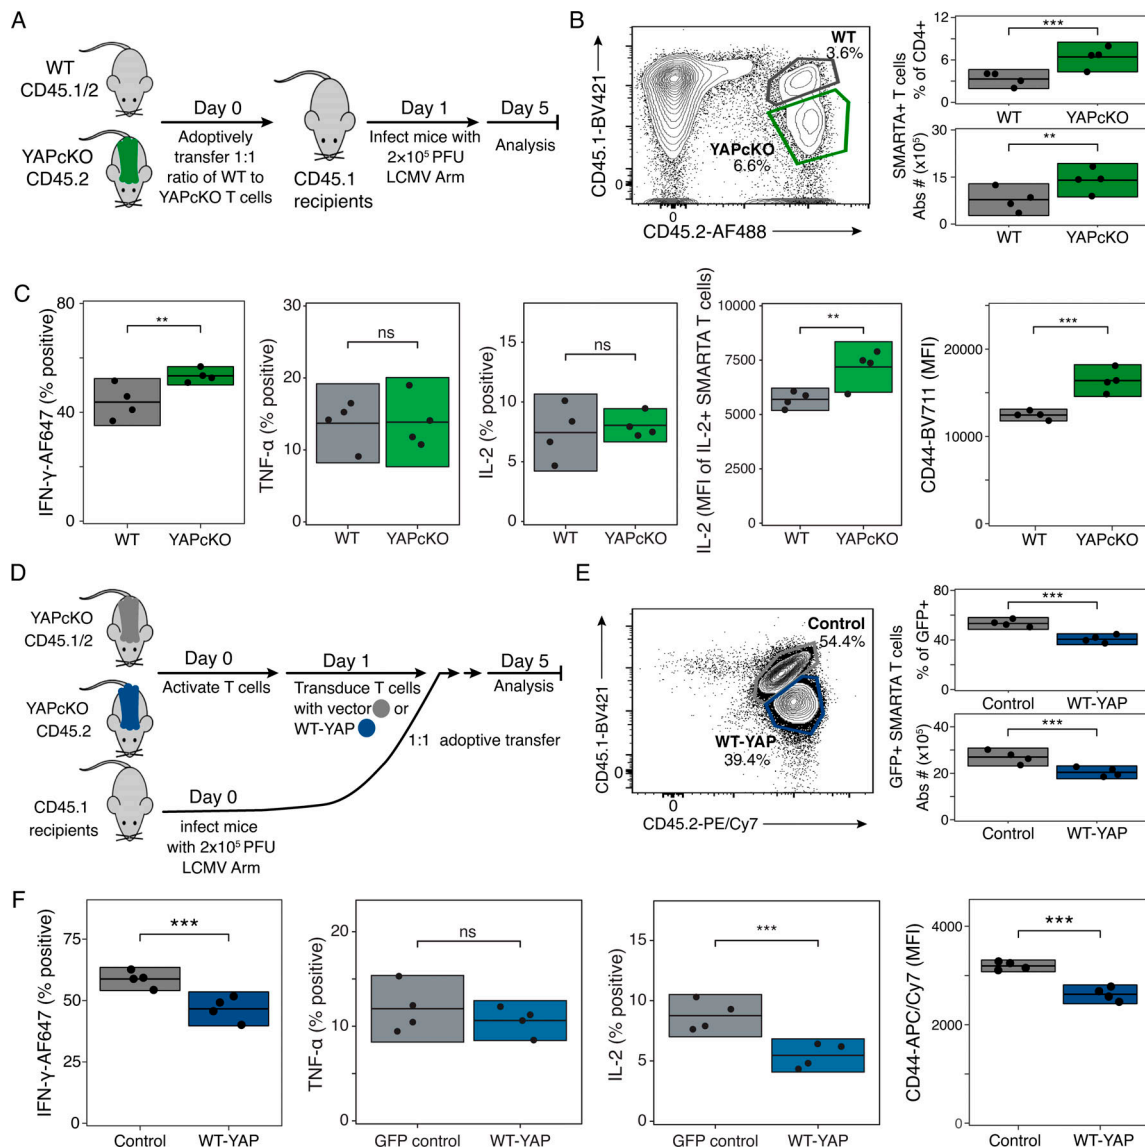 A
WT
CD45.1/2
YAPcKO
CD45.2
Day 0
Adoptively
transfer 1:1
ratio of WT to
YAPcKO T cells
CD45.1
recipients
Day 1
Infect mice with
2×10⁵ PFU
LCMV Arm
Day 5
Analysis
B
CD45.1-BV421
0
0
CD45.2-AF488
WT
3.6%
YAPcKO
6.6%
SMARTA+ T cells
% of CD4+
12
6
0
***
WT
YAPcKO
Abs # (x10⁵)
30
15
0
**
WT
YAPcKO
C
IFN-γ-AF647 (% positive)
80
40
0
**
WT
YAPcKO
TNF-α (% positive)
30
20
10
0
ns
WT
YAPcKO
IL-2 (% positive)
15
10
5
0
ns
WT
YAPcKO
IL-2 (MFI of IL-2+ SMARTA T cells)
10000
7500
5000
2500
0
**
WT
YAPcKO
CD44-BV711 (MFI)
20000
10000
0
***
WT
YAPcKO
D
YAPcKO
CD45.1/2
YAPcKO
CD45.2
CD45.1
recipients
Day 0
Activate T cells
Day 1
Transduce T cells
with vector or
WT-YAP
1:1 adoptive transfer
Day 5
Analysis
Day 0
infect mice
with 2x10⁵ PFU
LCMV Arm
E
CD45.1-BV421
0
0
CD45.2-PE/Cy7
Control
54.4%
WT-YAP
39.4%
GFP+ SMARTA T cells
% of GFP+
80
40
0
***
Control
WT-YAP
Abs # (x10⁵)
40
20
0
***
Control
WT-YAP
F
IFN-γ-AF647 (% positive)
75
50
25
0
***
Control
WT-YAP
TNF-α (% positive)
20
10
0
ns
GFP control
WT-YAP
IL-2 (% positive)
15
10
5
0
***
GFP control
WT-YAP
CD44-APC/Cy7 (MFI)
4000
2000
0
***
Control
WT-YAP